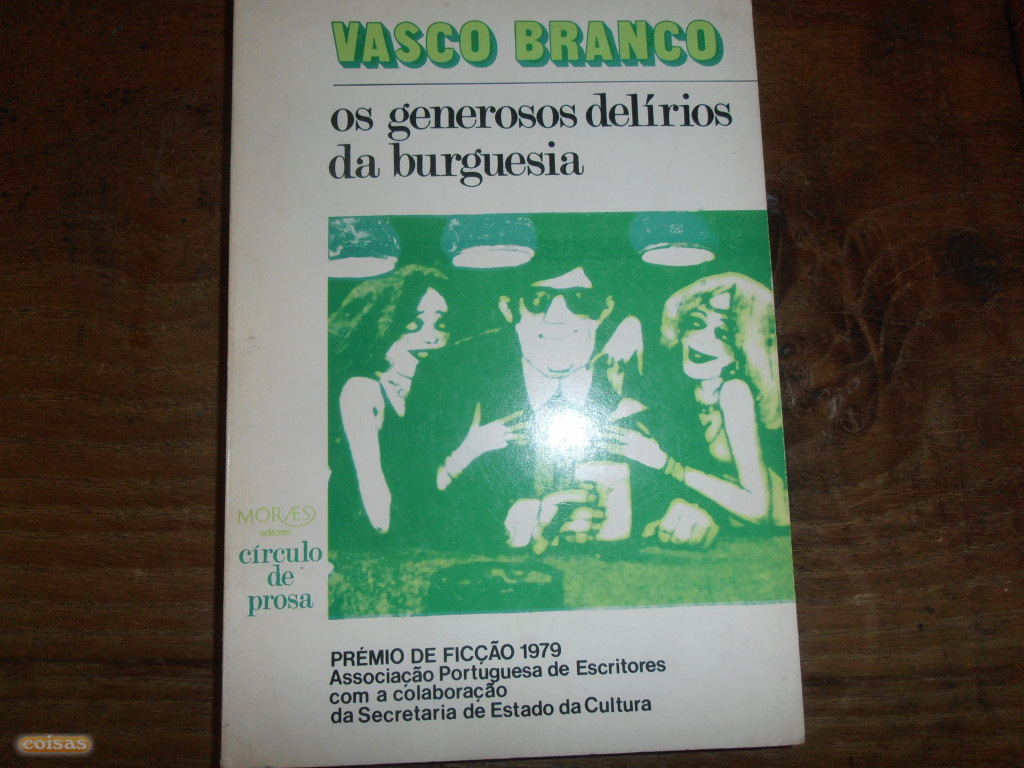 VASCO BRANCO
os generosos delírios
da burguesia
MORÆS
editores
círculo
de
prosa
PRÉMIO DE FICÇÃO 1979
Associação Portuguesa de Escritores
com a colaboração
da Secretaria de Estado da Cultura
coisas